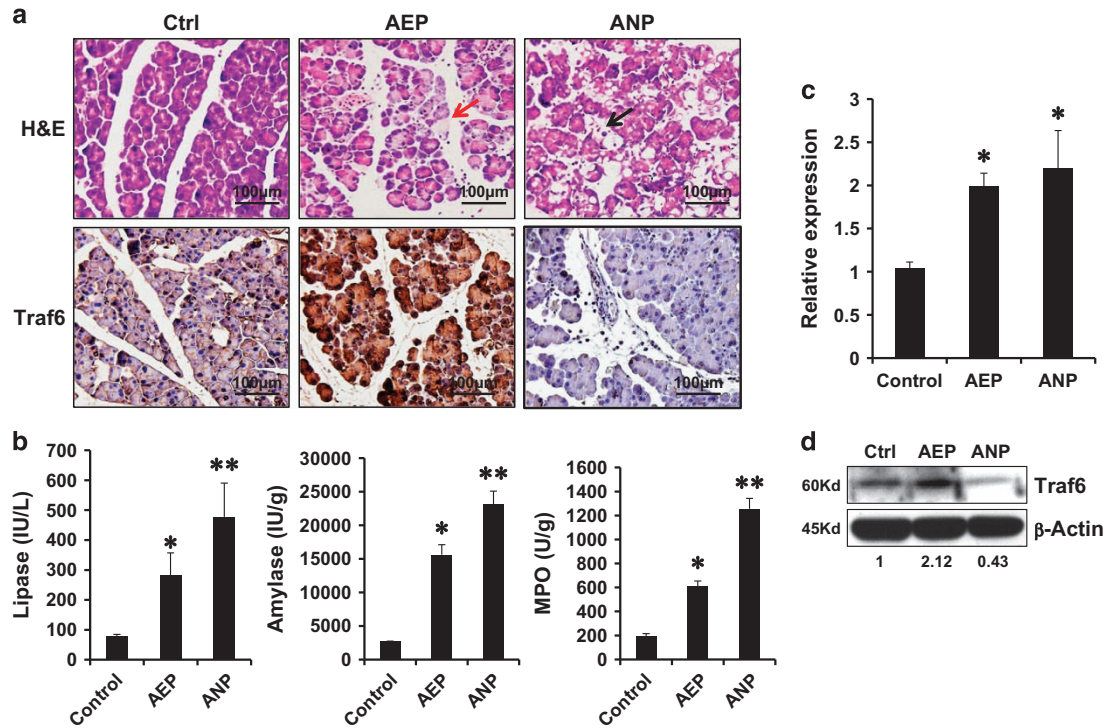 a
Ctrl AEP ANP
H&E
100μm 100μm 100μm
Traf6
100μm 100μm 100μm
b
Lipase (IU/L)
700
600
500
400
300
200
100
0
*
**
Control AEP ANP
Amylase (IU/g)
30000
25000
20000
15000
10000
5000
0
*
**
Control AEP ANP
MPO (U/g)
1600
1400
1200
1000
800
600
400
200
0
*
**
Control AEP ANP
c
Relative expression
3
2.5
2
1.5
1
0.5
0
*
*
Control AEP ANP
d
Ctrl AEP ANP
60Kd Traf6
45Kd β-Actin
1 2.12 0.43